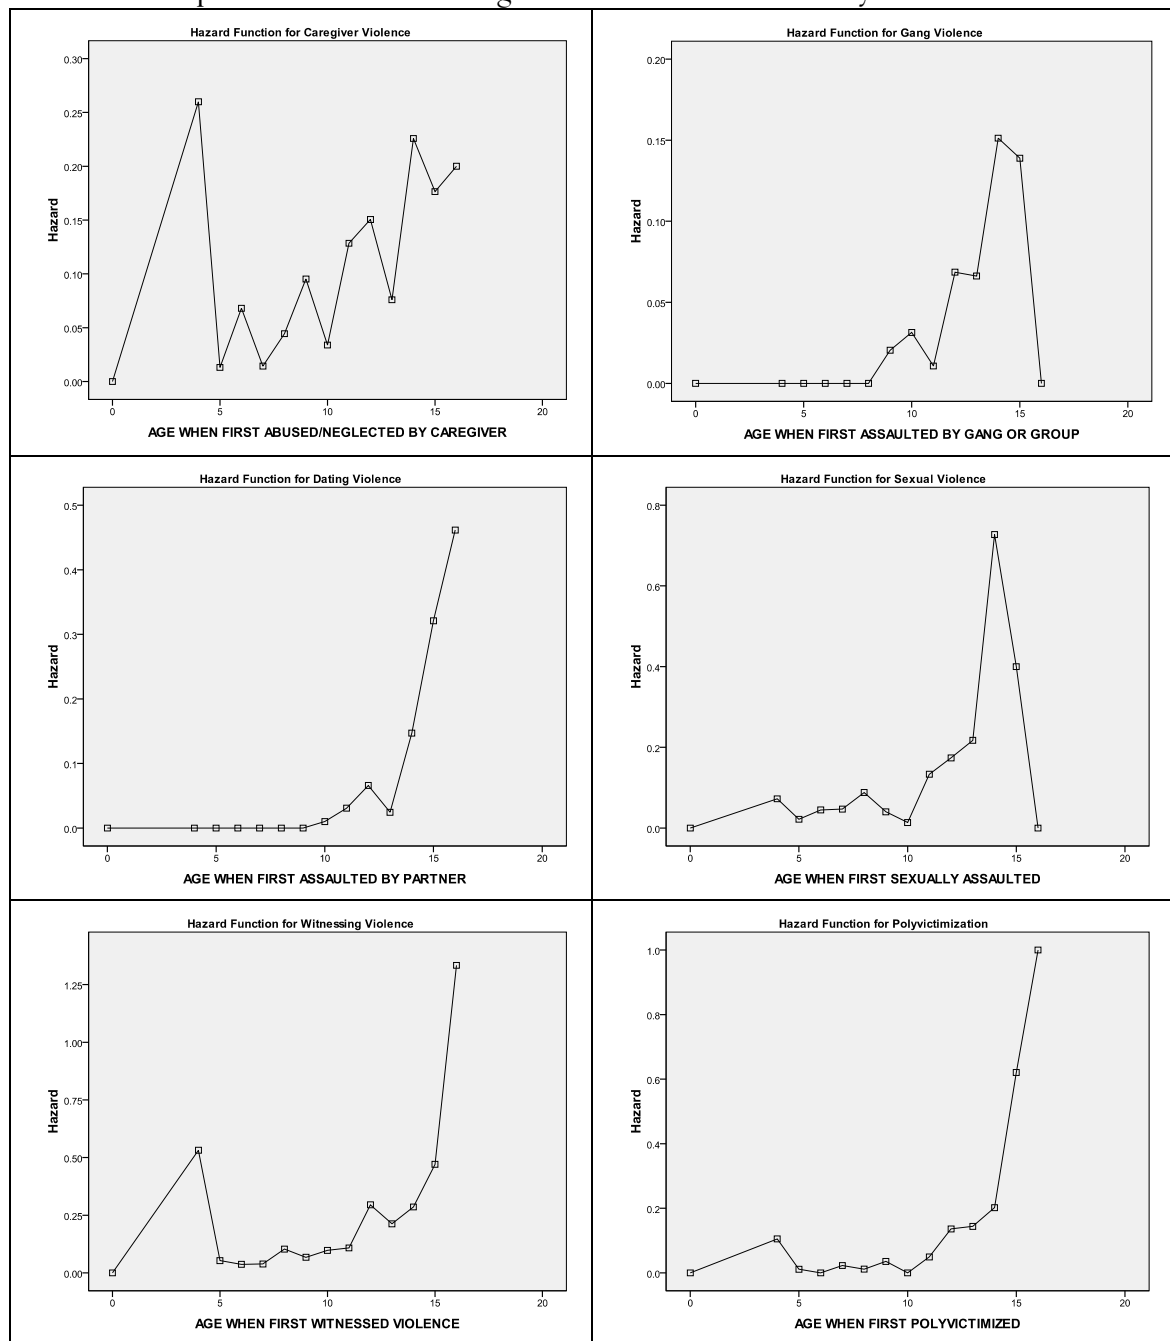 Hazard Function for Caregiver Violence
0.30
0.25
0.20
0.15
0.10
0.05
0.00
Hazard
0 5 10 15 20
AGE WHEN FIRST ABUSED/NEGLECTED BY CAREGIVER
Hazard Function for Gang Violence
0.20
0.15
0.10
0.05
0.00
Hazard
0 5 10 15 20
AGE WHEN FIRST ASSAULTED BY GANG OR GROUP
Hazard Function for Dating Violence
0.5
0.4
0.3
0.2
0.1
0.0
Hazard
0 5 10 15 20
AGE WHEN FIRST ASSAULTED BY PARTNER
Hazard Function for Sexual Violence
0.8
0.6
0.4
0.2
0.0
Hazard
0 5 10 15 20
AGE WHEN FIRST SEXUALLY ASSAULTED
Hazard Function for Witnessing Violence
1.25
1.00
0.75
0.50
0.25
0.00
Hazard
0 5 10 15 20
AGE WHEN FIRST WITNESSED VIOLENCE
Hazard Function for Polyvictimization
1.0
0.8
0.6
0.4
0.2
0.0
Hazard
0 5 10 15 20
AGE WHEN FIRST POLYVICTIMIZED